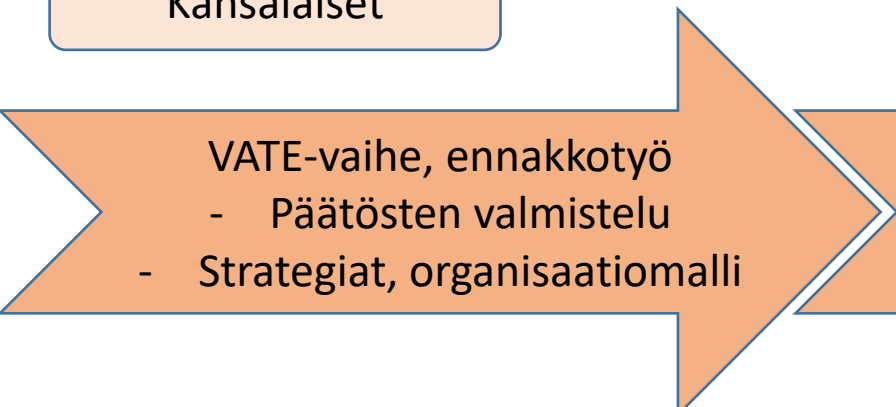 Kansalaiset
VATE-vaihe, ennakkotyö
- Päätösten valmistelu
- Strategiat, organisaatiomalli